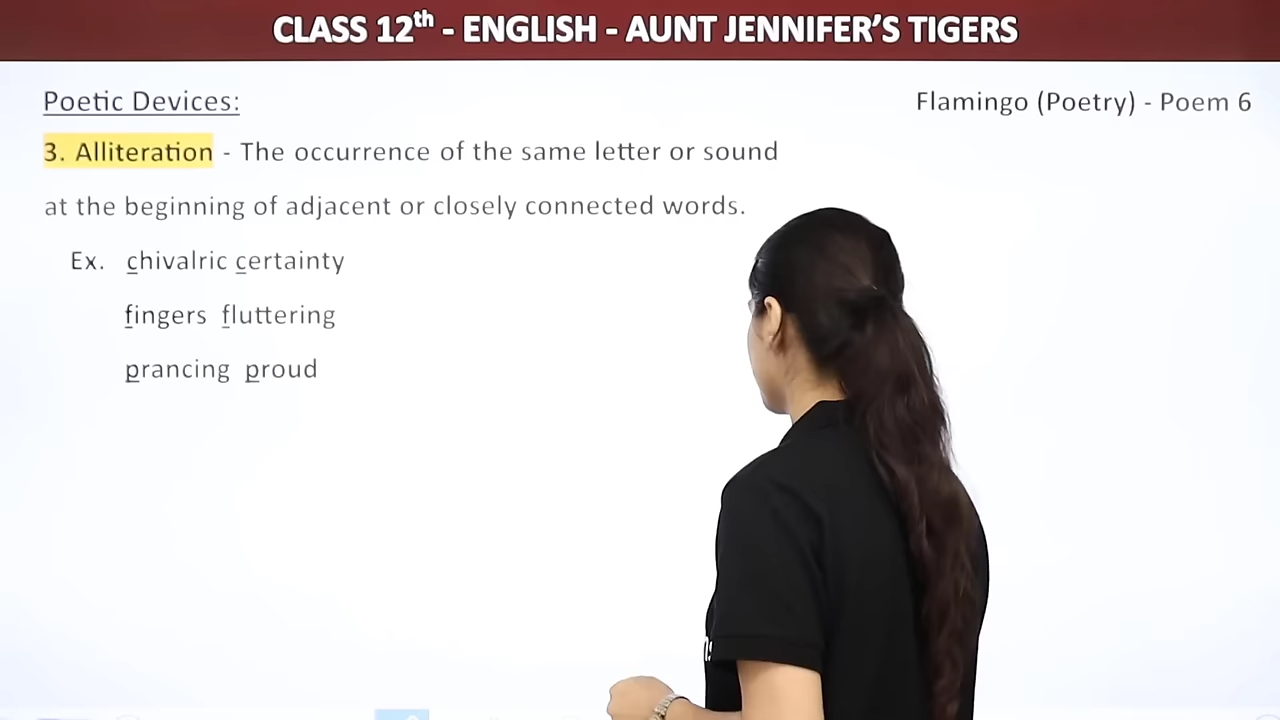 CLASS 12th - ENGLISH - AUNT JENNIFER'S TIGERS
Poetic Devices:
Flamingo (Poetry) - Poem 6
3. Alliteration - The occurrence of the same letter or sound
at the beginning of adjacent or closely connected words.
Ex. chivalric certainty
fingers fluttering
prancing proud